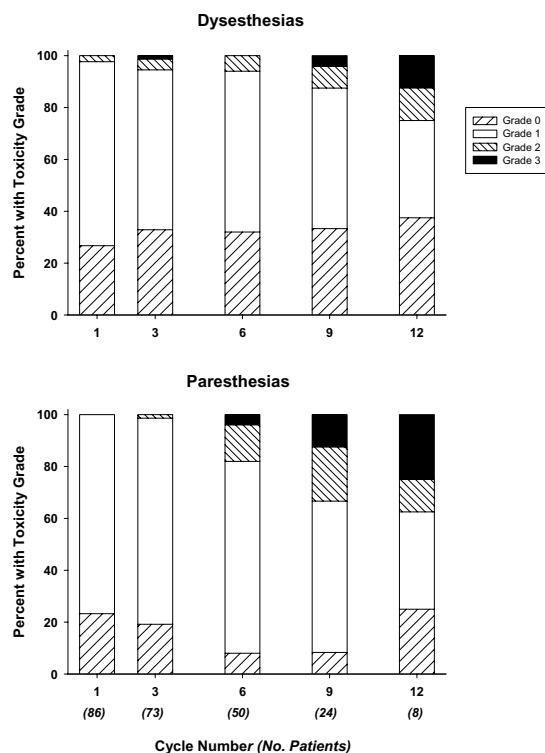 Dysesthesias
Percent with Toxicity Grade
100
80
60
40
20
0
1 3 6 9 12
Grade 0
Grade 1
Grade 2
Grade 3
Paresthesias
Percent with Toxicity Grade
100
80
60
40
20
0
1 3 6 9 12
(86) (73) (50) (24) (8)
Cycle Number (No. Patients)